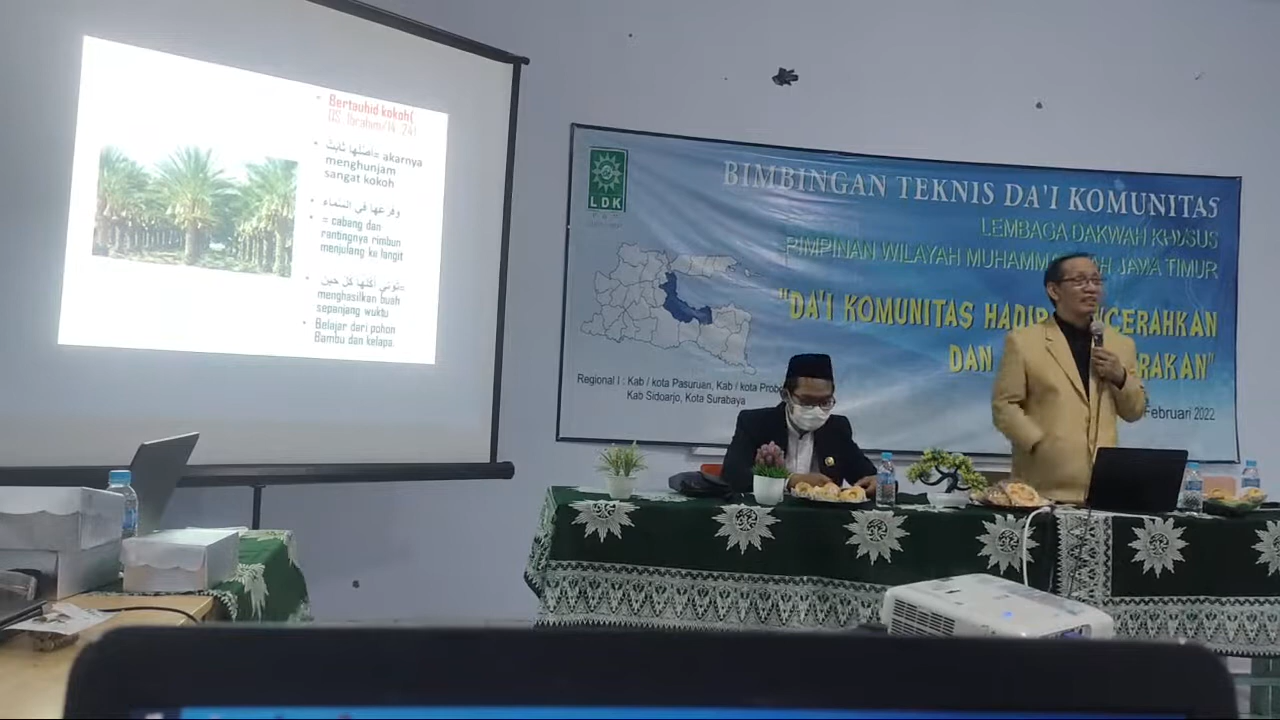 Bertauhid kokoh(
QS. Ibrahim/14: 24)
أصلها ثابت= akarnya
menghunjam
sangat kokoh
وفرعها في السماء
= cabang dan
rantingnya rimbun
menjulang ke langit
تؤتي أكلها كل حين=
menghasilkan buah
sepanjang waktu
Belajar dari pohon
Bambu dan kelapa.
LDK
BIMBINGAN TEKNIS DA'I KOMUNITAS
LEMBAGA DAKWAH KHUSUS
PIMPINAN WILAYAH MUHAMMA AH JAWA TIMUR
"DA'I KOMUNITAS HADIR CERAHKAN
DAN RAKAN"
Regional I : Kab / kota Pasuruan, Kab / kota Probo
Kab Sidoarjo, Kota Surabaya
Februari 2022